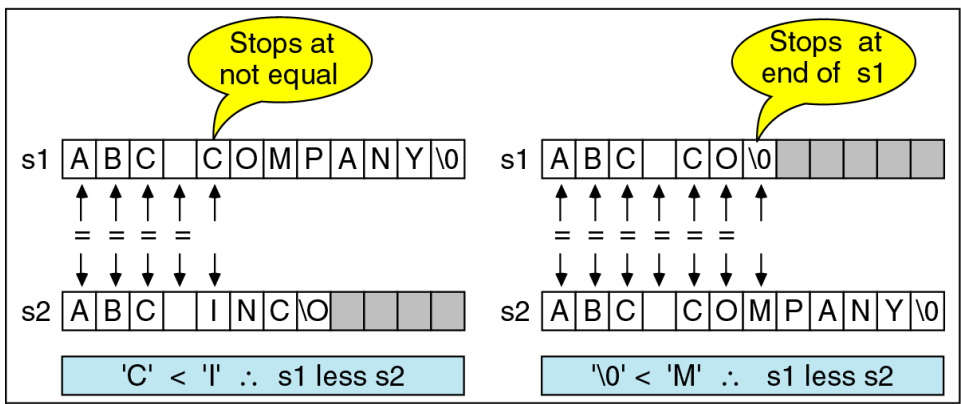 Stops at
not equal
s1 A B C C O M P A N Y \0
= = = =
s2 A B C I N C \O
'C' < 'I' ∴ s1 less s2
Stops at
end of s1
s1 A B C C O \0
= = = = = =
s2 A B C C O M P A N Y \0
'\0' < 'M' ∴ s1 less s2